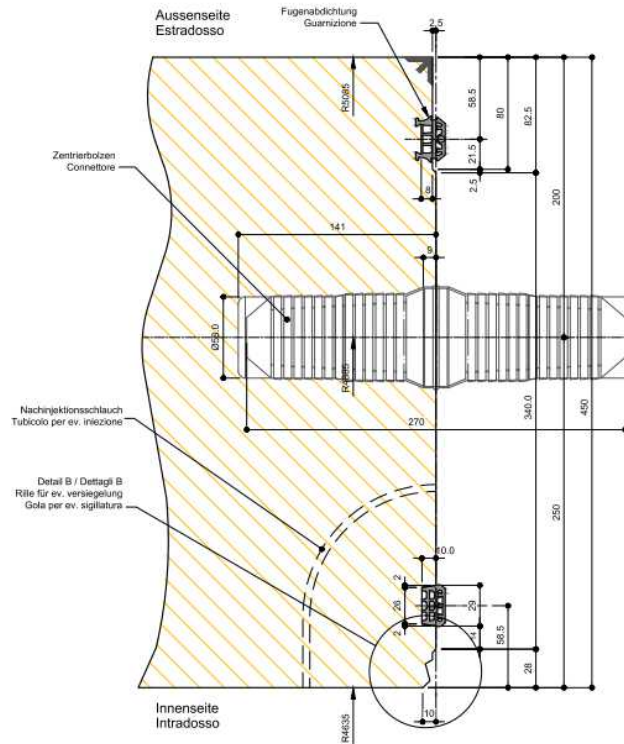 Aussenseite
Estradosso
Fugenabdichtung
Guarnizione
2.5
R5085
58.5
80
82.5
21.5
2.5
8
200
Zentrierbolzen
Connettore
141
9
Ø58.0
R4885
270
340.0
450
Nachinjektionsschlauch
Tubicolo per ev. iniezione
Detail B / Dettagli B
Rille für ev. versiegelung
Gola per ev. sigillatura
250
10.0
2
26
2
29
14
58.5
28
10
Innenseite
Intradosso
R4635